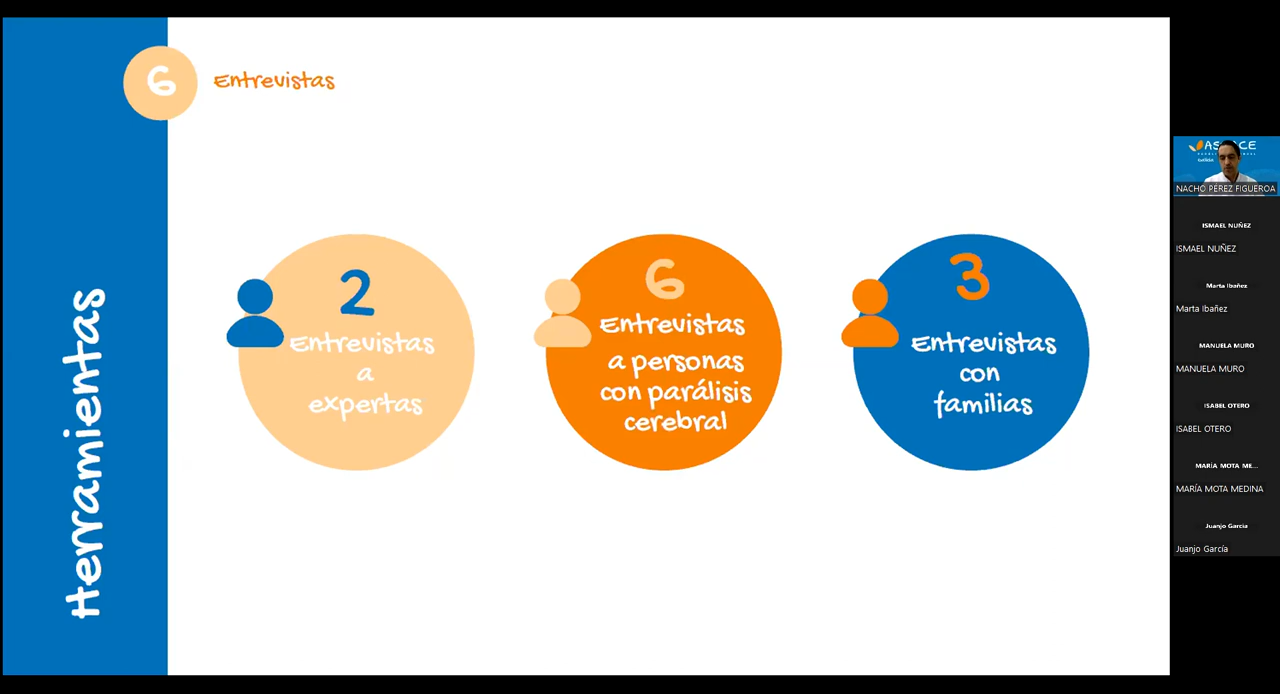 6
Entrevistas
Herramientas
2
Entrevistas
a
expertas
6
Entrevistas
a personas
con parálisis
cerebral
3
Entrevistas
con
familias
NACHO PÉREZ FIGUEROA
ISMAEL NUÑEZ
ISMAEL NUÑEZ
Marta Ibañez
Marta Ibañez
MANUELA MURO
MANUELA MURO
ISABEL OTERO
ISABEL OTERO
MARÍA MOTA ME...
MARÍA MOTA MEDINA
Juanjo García
Juanjo García